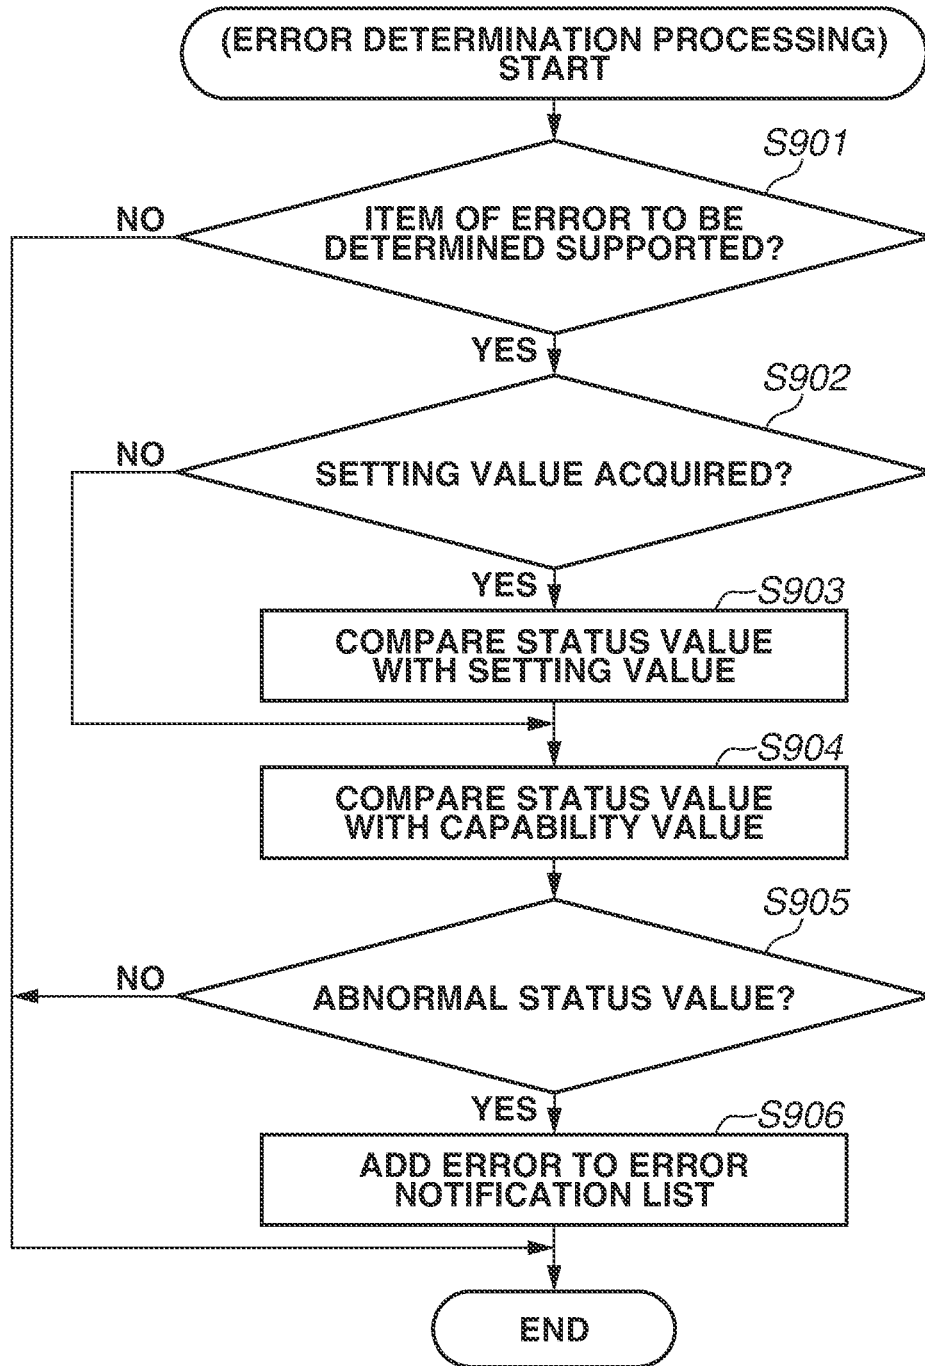 (ERROR DETERMINATION PROCESSING)
START
S901
NO
ITEM OF ERROR TO BE
DETERMINED SUPPORTED?
YES
S902
NO
SETTING VALUE ACQUIRED?
YES
S903
COMPARE STATUS VALUE
WITH SETTING VALUE
S904
COMPARE STATUS VALUE
WITH CAPABILITY VALUE
S905
NO
ABNORMAL STATUS VALUE?
YES
S906
ADD ERROR TO ERROR
NOTIFICATION LIST
END